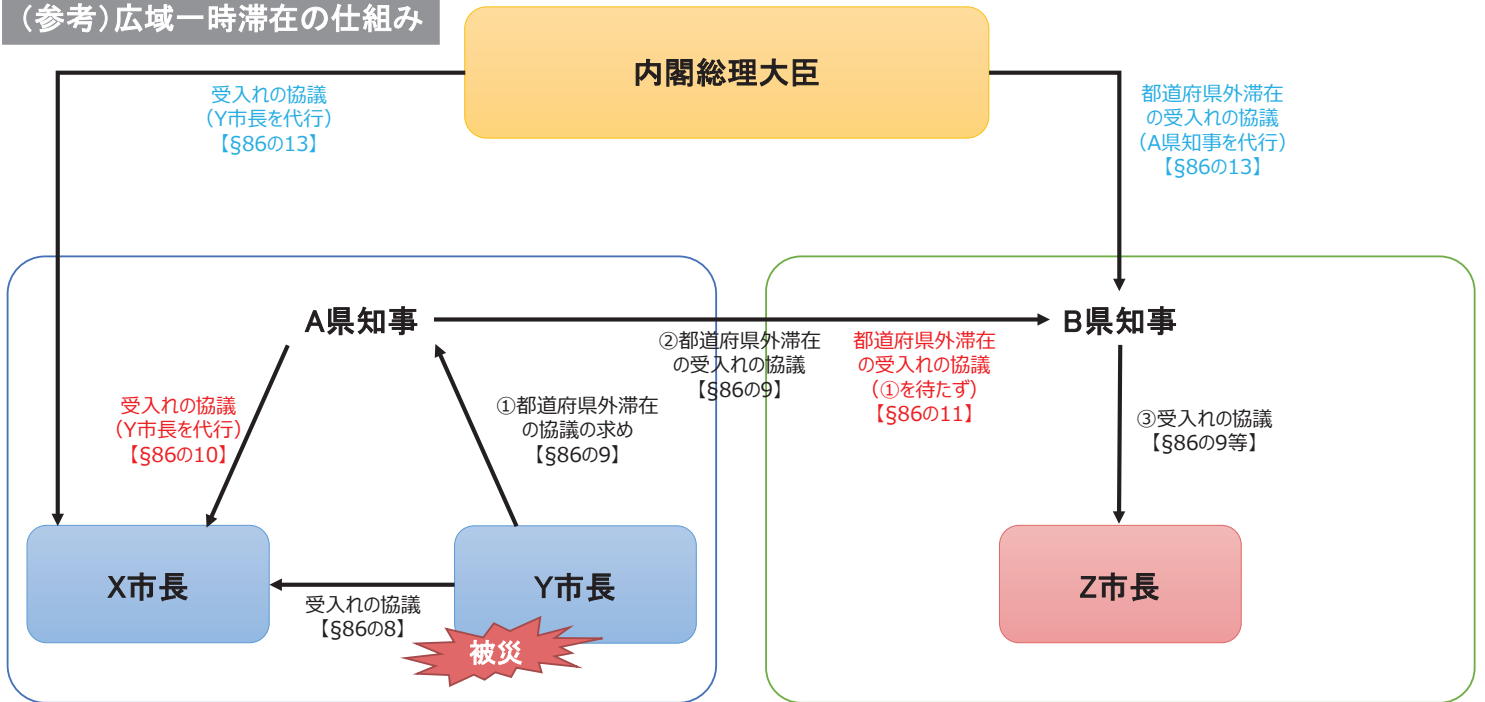 (参考)広域一時滞在の仕組み
内閣総理大臣
受入れの協議
(Y市長を代行)
【§86の13】
都道府県外滞在
の受入れの協議
(A県知事を代行)
【§86の13】
A県知事
B県知事
②都道府県外滞在
の受入れの協議
【§86の9】
都道府県外滞在
の受入れの協議
(①を待たず)
【§86の11】
受入れの協議
(Y市長を代行)
【§86の10】
①都道府県外滞在
の協議の求め
【§86の9】
③受入れの協議
【§86の9等】
X市長
Y市長
Z市長
受入れの協議
【§86の8】
被災